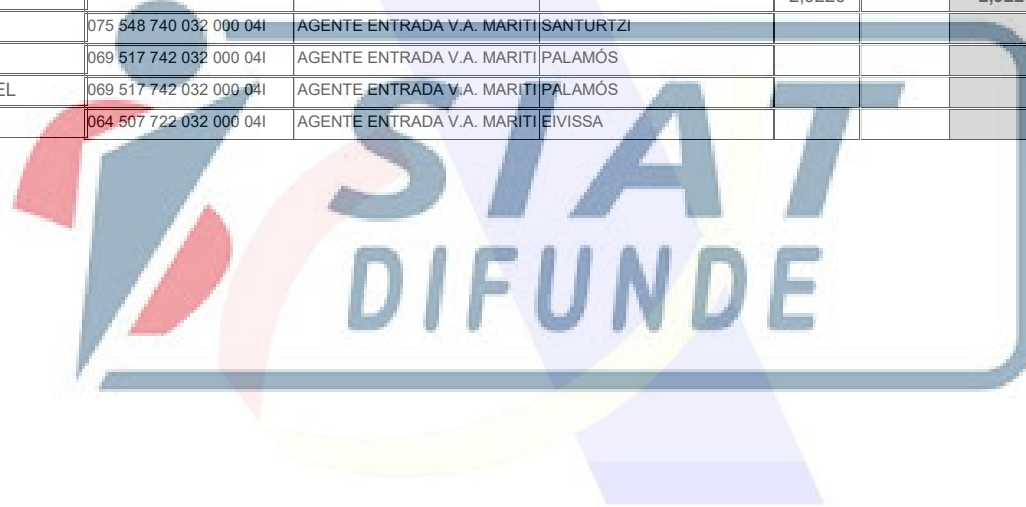 075 548 740 032 000 04I AGENTE ENTRADA V.A. MARITI SANTURTZI
069 517 742 032 000 04I AGENTE ENTRADA V.A. MARITI PALAMÓS
EL 069 517 742 032 000 04I AGENTE ENTRADA V.A. MARITI PALAMÓS
064 507 722 032 000 04I AGENTE ENTRADA V.A. MARITI EIVISSA
SIAT
DIFUNDE